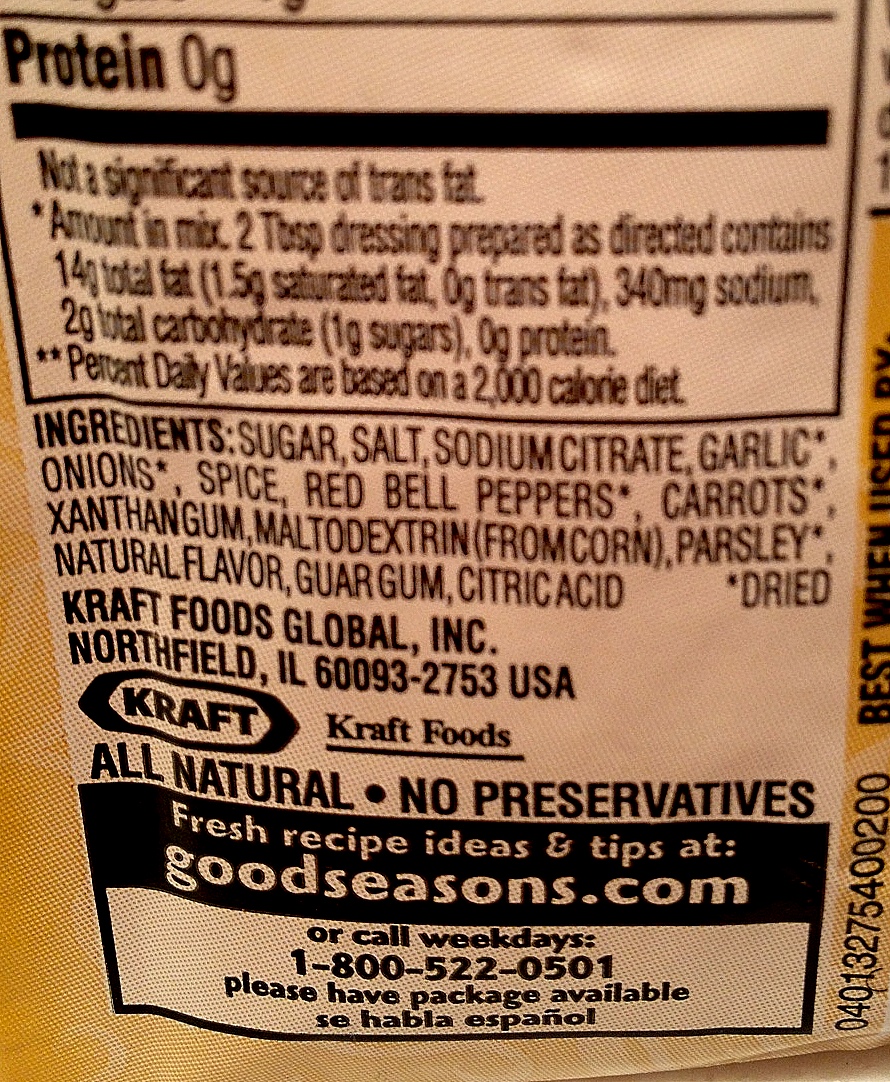 Protein 0g
Not a significant source of trans fat.
*Amount in mix. 2 Tbsp dressing prepared as directed contains
14g total fat (1.5g saturated fat, 0g trans fat), 340mg sodium,
2g total carbohydrate (1g sugars), 0g protein.
**Percent Daily Values are based on a 2,000 calorie diet.
INGREDIENTS: SUGAR, SALT, SODIUM CITRATE, GARLIC*,
ONIONS*, SPICE, RED BELL PEPPERS*, CARROTS*,
XANTHAN GUM, MALTODEXTRIN (FROM CORN), PARSLEY*,
NATURAL FLAVOR, GUAR GUM, CITRIC ACID *DRIED
KRAFT FOODS GLOBAL, INC.
NORTHFIELD, IL 60093-2753 USA
KRAFT Kraft Foods
ALL NATURAL • NO PRESERVATIVES
Fresh recipe ideas & tips at:
goodseasons.com
or call weekdays:
1-800-522-0501
please have package available
se habla español
BEST WHEN USED BY:
04013275400200